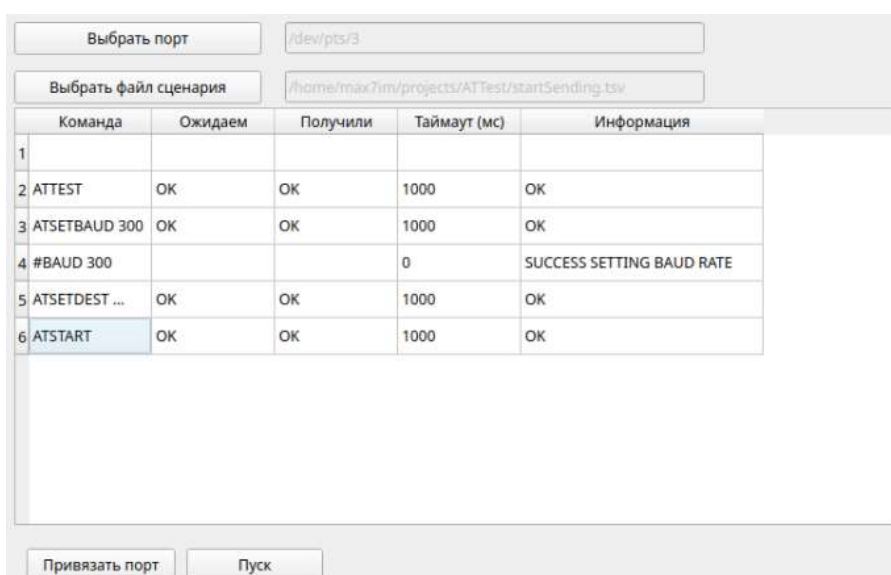 Выбрать порт /dev/pts/3
Выбрать файл сценария /home/max7im/projects/ATTest/startSending.tsv
Команда Ожидаем Получили Таймаут (мс) Информация
1
2 ATTEST OK OK 1000 OK
3 ATSETBAUD 300 OK OK 1000 OK
4 #BAUD 300 0 SUCCESS SETTING BAUD RATE
5 ATSETDEST ... OK OK 1000 OK
6 ATSTART OK OK 1000 OK
Привязать порт Пуск